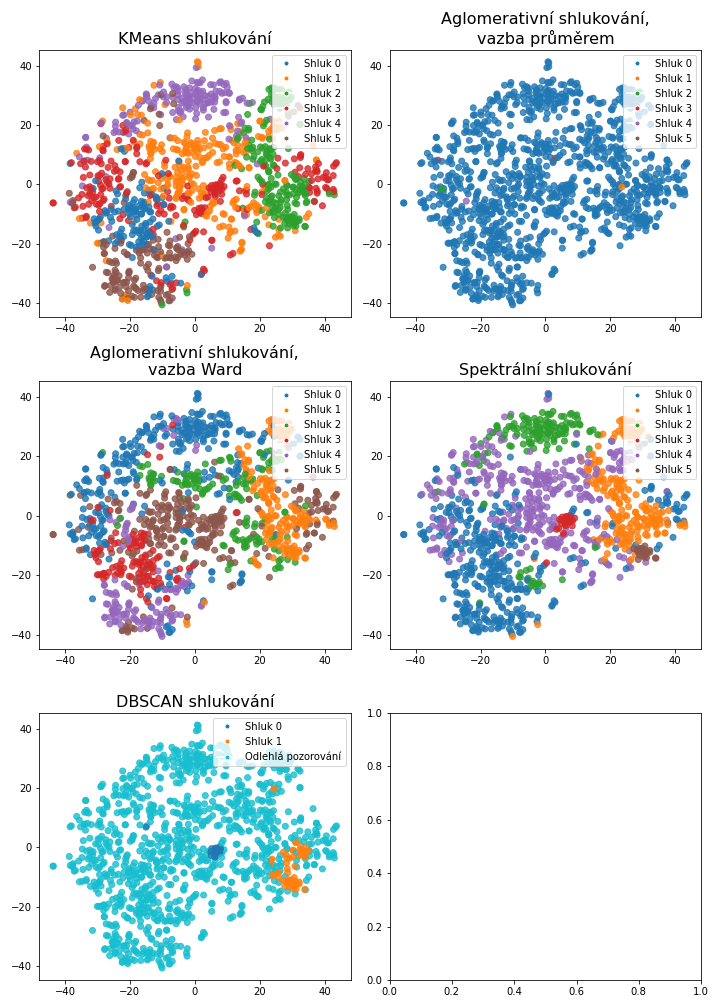 KMeans shlukování
Shluk 0
Shluk 1
Shluk 2
Shluk 3
Shluk 4
Shluk 5
40
20
0
−20
−40
−40
−20
0
20
40
Aglomerativní shlukování,
vazba průměrem
Shluk 0
Shluk 1
Shluk 2
Shluk 3
Shluk 4
Shluk 5
40
20
0
−20
−40
−40
−20
0
20
40
Aglomerativní shlukování,
vazba Ward
Shluk 0
Shluk 1
Shluk 2
Shluk 3
Shluk 4
Shluk 5
40
20
0
−20
−40
−40
−20
0
20
40
Spektrální shlukování
Shluk 0
Shluk 1
Shluk 2
Shluk 3
Shluk 4
Shluk 5
40
20
0
−20
−40
−40
−20
0
20
40
DBSCAN shlukování
Shluk 0
Shluk 1
Odlehlá pozorování
40
20
0
−20
−40
−40
−20
0
20
40
1.0
0.8
0.6
0.4
0.2
0.0
0.0
0.2
0.4
0.6
0.8
1.0